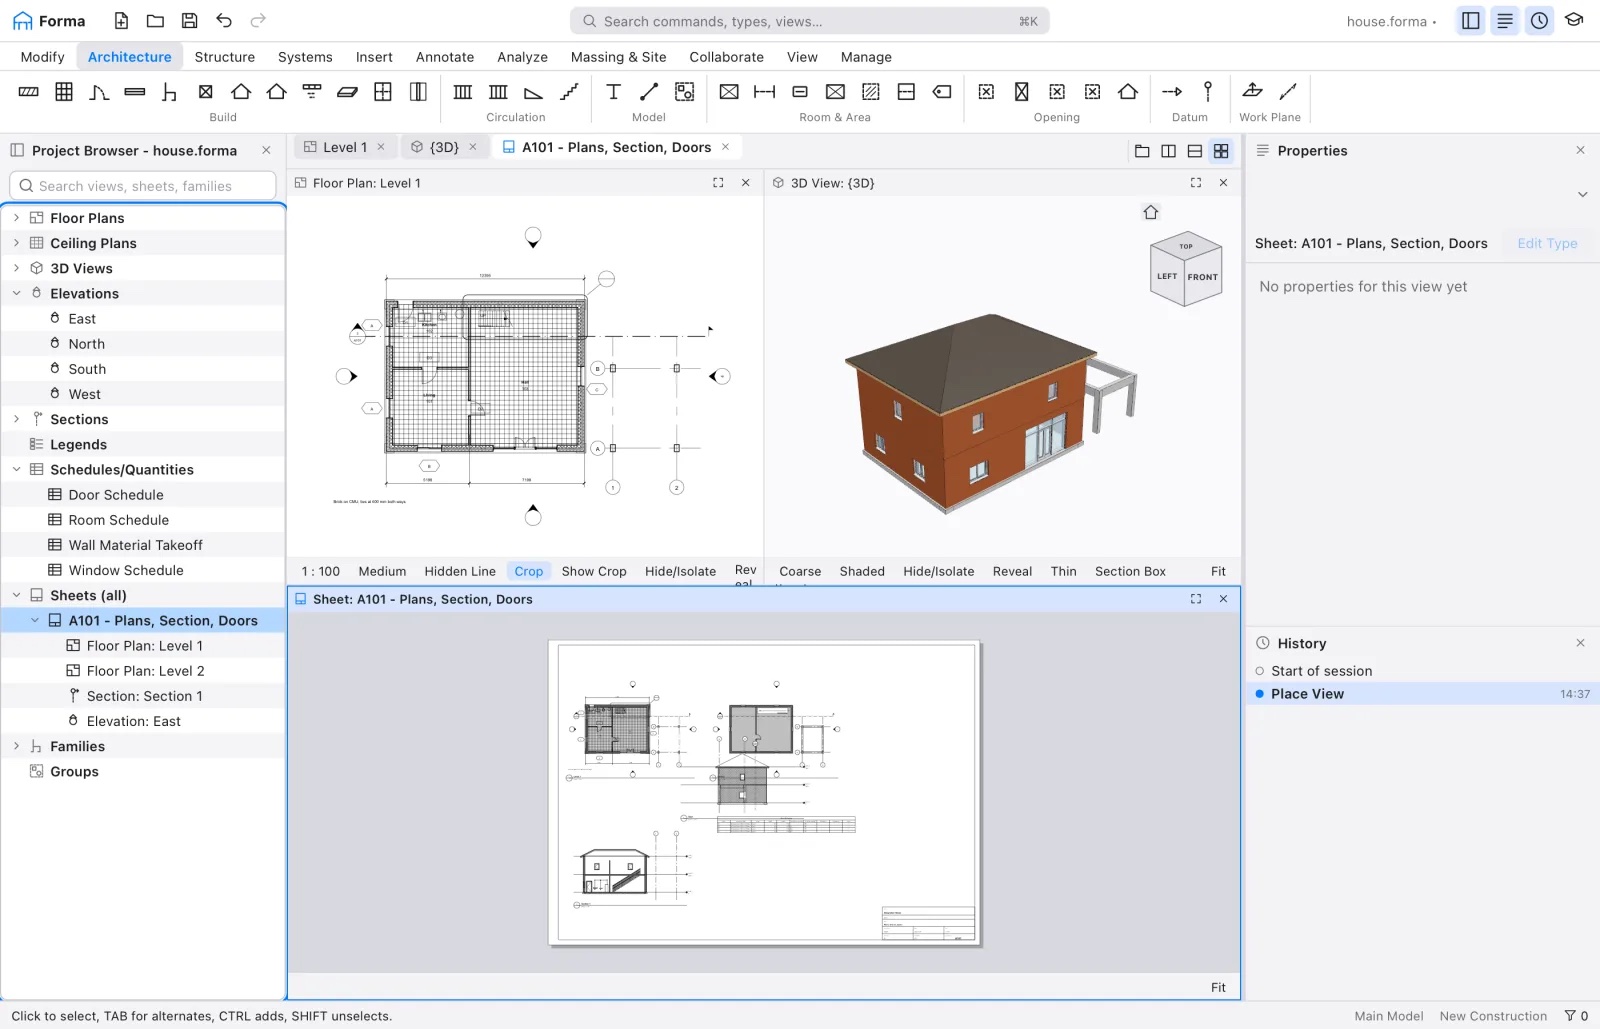 Forma
Search commands, types, views...
⌘K
house.forma •
Modify
Architecture
Structure
Systems
Insert
Annotate
Analyze
Massing & Site
Collaborate
View
Manage
Build
Circulation
Model
Room & Area
Opening
Datum
Work Plane
Project Browser - house.forma
Search views, sheets, families
Floor Plans
Ceiling Plans
3D Views
Elevations
East
North
South
West
Sections
Legends
Schedules/Quantities
Door Schedule
Room Schedule
Wall Material Takeoff
Window Schedule
Sheets (all)
A101 - Plans, Section, Doors
Floor Plan: Level 1
Floor Plan: Level 2
Section: Section 1
Elevation: East
Families
Groups
Level 1
{3D}
A101 - Plans, Section, Doors
Floor Plan: Level 1
Kitchen
Living
Hall
B
A
1
2
1 : 100
Medium
Hidden Line
Crop
Show Crop
Hide/Isolate
Reveal
3D View: {3D}
TOP
LEFT
FRONT
Coarse
Shaded
Hide/Isolate
Reveal
Thin
Section Box
Fit
Sheet: A101 - Plans, Section, Doors
Fit
Properties
Sheet: A101 - Plans, Section, Doors
Edit Type
No properties for this view yet
History
Start of session
Place View
14:37
Click to select, TAB for alternates, CTRL adds, SHIFT unselects.
Main Model
New Construction
0